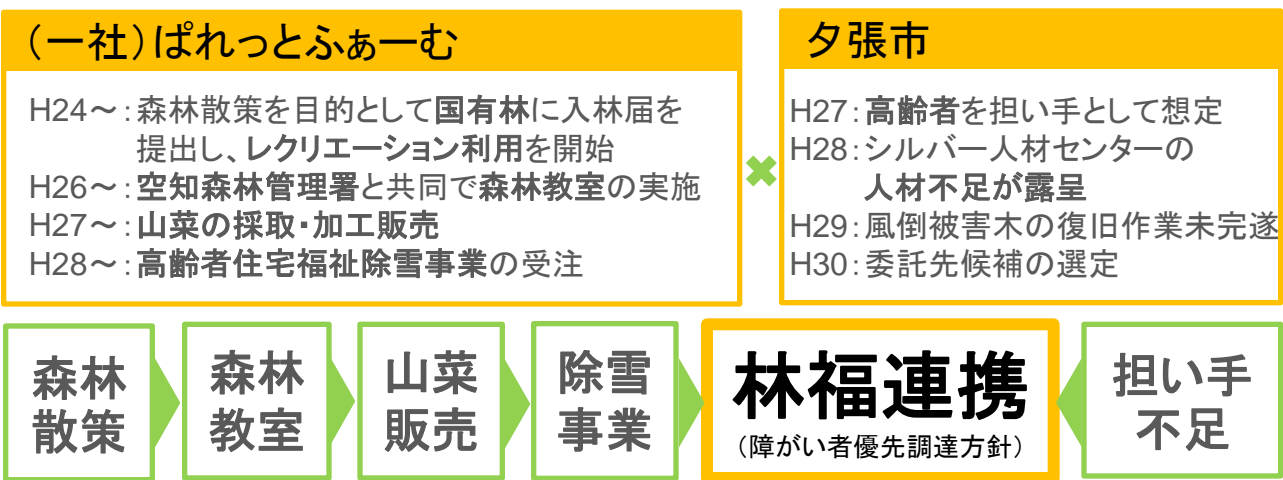 （一社）ぱれっとふぁーむ
H24～：森林散策を目的として国有林に入林届を
提出し、レクリエーション利用を開始
H26～：空知森林管理署と共同で森林教室の実施
H27～：山菜の採取・加工販売
H28～：高齢者住宅福祉除雪事業の受注
夕張市
H27：高齢者を担い手として想定
H28：シルバー人材センターの
人材不足が露呈
H29：風倒被害木の復旧作業未完遂
H30：委託先候補の選定
森林
散策
森林
教室
山菜
販売
除雪
事業
林福連携
（障がい者優先調達方針）
担い手
不足